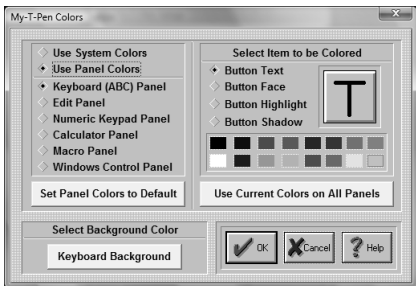 My-T-Pen Colors
Use System Colors
Use Panel Colors
Keyboard (ABC) Panel
Edit Panel
Numeric Keypad Panel
Calculator Panel
Macro Panel
Windows Control Panel
Set Panel Colors to Default
Select Item to be Colored
Button Text
Button Face
Button Highlight
Button Shadow
T
Use Current Colors on All Panels
Select Background Color
Keyboard Background
OK
Cancel
Help